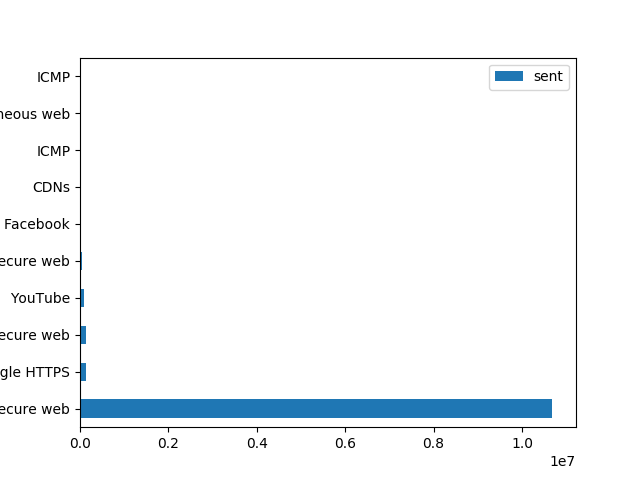 sent
ICMP
neous web
ICMP
CDNs
Facebook
ecure web
YouTube
ecure web
gle HTTPS
ecure web
0.0 0.2 0.4 0.6 0.8 1.0
1e7